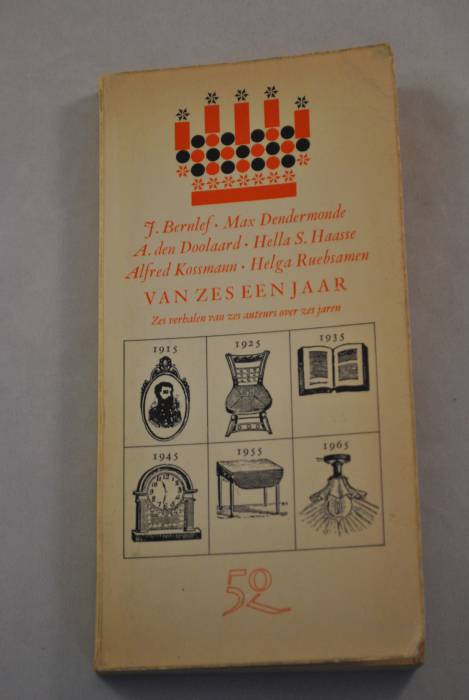 J. Bernlef · Max Dendermonde
A. den Doolaard · Hella S. Haasse
Alfred Kossmann · Helga Ruebsamen
VAN ZES EEN JAAR
Zes verhalen van zes auteurs over zes jaren
1915 1925 1935
1945 1955 1965
50